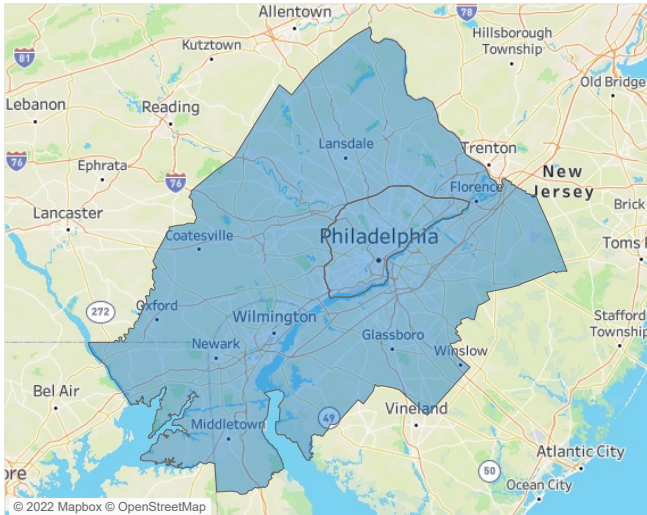 Allentown
78
Kutztown
Hillsborough
Township
81
Old Bridge
Lebanon
Reading
Lansdale
Trenton
76
Ephrata
New
Jersey
76
Florence
Brick
Lancaster
Coatesville
Philadelphia
Toms R
272
Oxford
Wilmington
Stafford
Township
Newark
Glassboro
Winslow
Bel Air
Vineland
49
Middletown
Atlantic City
ore
50
Ocean City
© 2022 Mapbox © OpenStreetMap